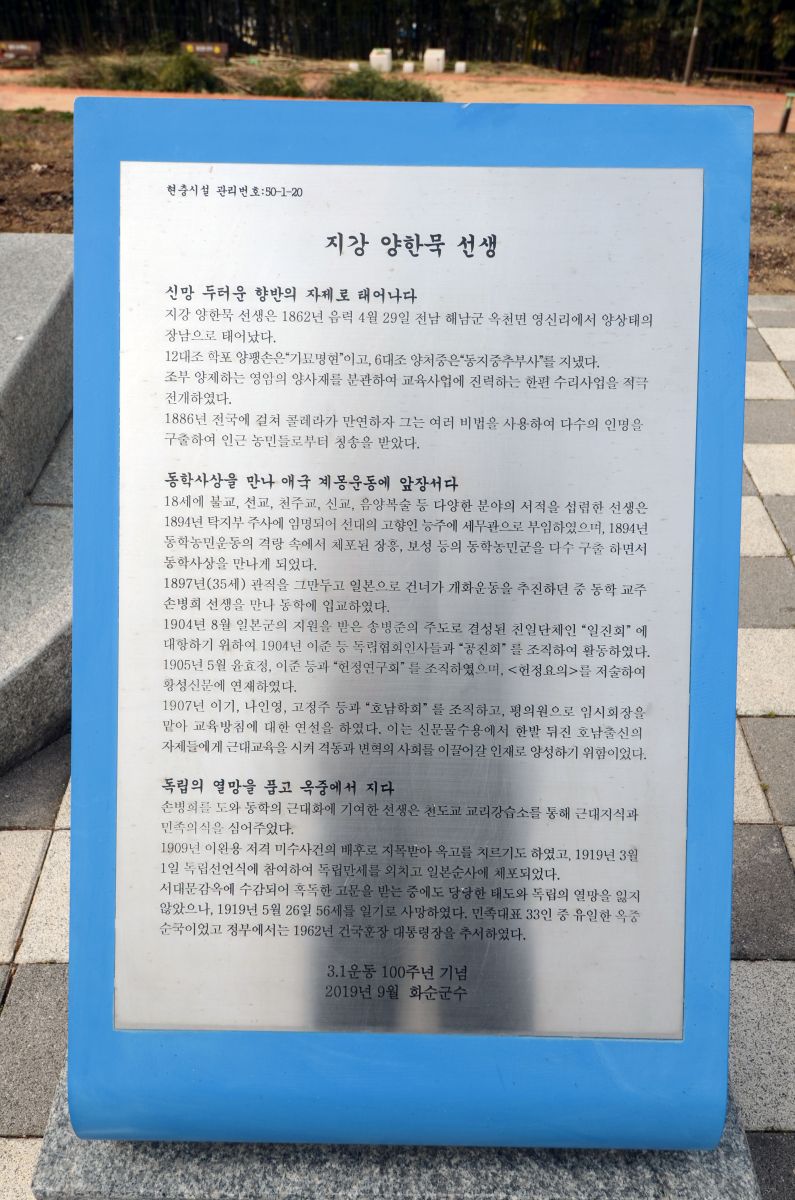 현충시설 관리번호:50-1-20
지강 양한묵 선생
신망 두터운 향반의 자제로 태어나다
지강 양한묵 선생은 1862년 음력 4월 29일 전남 해남군 옥천면 영신리에서 양상태의
장남으로 태어났다.
12대조 학포 양팽손은“기묘명현”이고, 6대조 양처중은“동지중추부사”를 지냈다.
조부 양제하는 영암의 양사재를 분관하여 교육사업에 진력하는 한편 수리사업을 적극
전개하였다.
1886년 전국에 걸쳐 콜레라가 만연하자 그는 여러 비법을 사용하여 다수의 인명을
구출하여 인근 농민들로부터 칭송을 받았다.
동학사상을 만나 애국 계몽운동에 앞장서다
18세에 불교, 선교, 천주교, 신교, 음양복술 등 다양한 분야의 서적을 섭렵한 선생은
1894년 탁지부 주사에 임명되어 선대의 고향인 능주에 세무관으로 부임하였으며, 1894년
동학농민운동의 격랑 속에서 체포된 장흥, 보성 등의 동학농민군을 다수 구출 하면서
동학사상을 만나게 되었다.
1897년(35세) 관직을 그만두고 일본으로 건너가 개화운동을 추진하던 중 동학 교주
손병희 선생을 만나 동학에 입교하였다.
1904년 8월 일본군의 지원을 받은 송병준의 주도로 결성된 친일단체인 “일진회” 에
대항하기 위하여 1904년 이준 등 독립협회인사들과 “공진회” 를 조직하여 활동하였다.
1905년 5월 윤효정, 이준 등과 “헌정연구회” 를 조직하였으며, <헌정요의>를 저술하여
황성신문에 연재하였다.
1907년 이기, 나인영, 고정주 등과 “호남학회” 를 조직하고, 평의원으로 임시회장을
맡아 교육방침에 대한 연설을 하였다. 이는 신문물수용에서 한발 뒤진 호남출신의
자제들에게 근대교육을 시켜 격동과 변혁의 사회를 이끌어갈 인재로 양성하기 위함이었다.
독립의 열망을 품고 옥중에서 지다
손병희를 도와 동학의 근대화에 기여한 선생은 천도교 교리강습소를 통해 근대지식과
민족의식을 심어주었다.
1909년 이완용 저격 미수사건의 배후로 지목받아 옥고를 치르기도 하였고, 1919년 3월
1일 독립선언식에 참여하여 독립만세를 외치고 일본순사에 체포되었다.
서대문감옥에 수감되어 혹독한 고문을 받는 중에도 당당한 태도와 독립의 열망을 잃지
않았으나, 1919년 5월 26일 56세를 일기로 사망하였다. 민족대표 33인 중 유일한 옥중
순국이었고 정부에서는 1962년 건국훈장 대통령장을 추서하였다.
3.1운동 100주년 기념
2019년 9월 화순군수